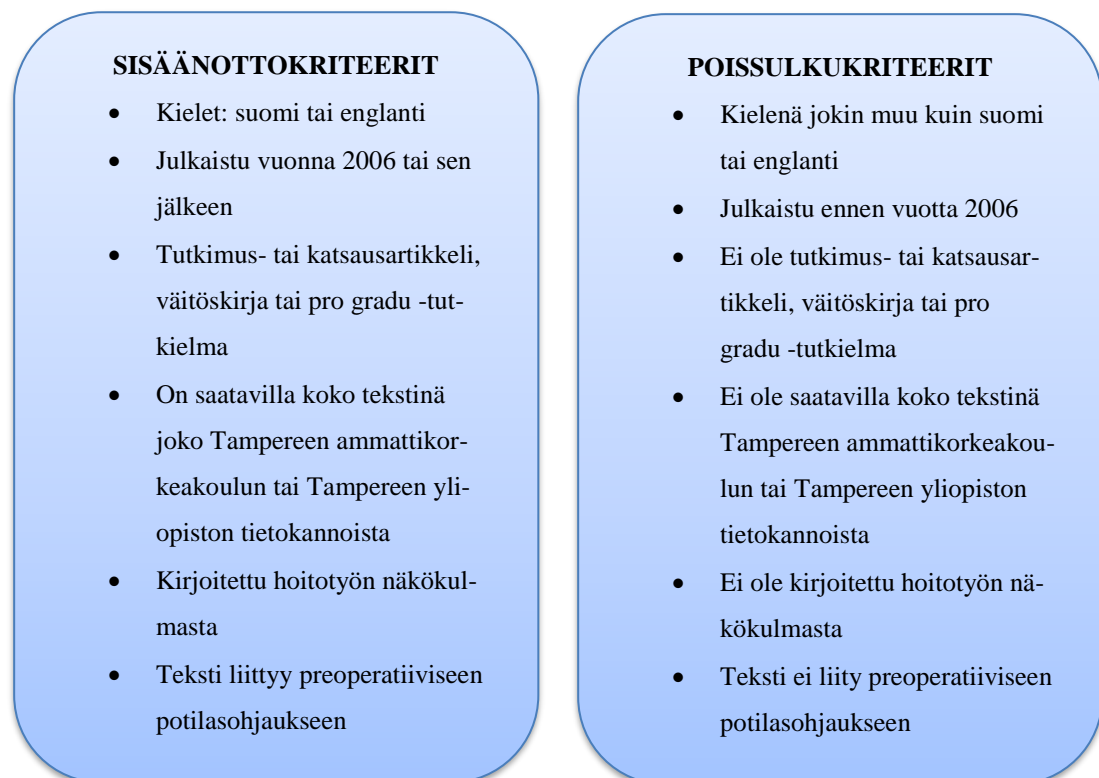 SISÄÄNOTTOKRITEERIT
• Kielet: suomi tai englanti
• Julkaistu vuonna 2006 tai sen
jälkeen
• Tutkimus- tai katsausartikkeli,
väitöskirja tai pro gradu -tut-
kielma
• On saatavilla koko tekstinä
joko Tampereen ammattikor-
keakoulun tai Tampereen yli-
opiston tietokannoista
• Kirjoitettu hoitotyön näkökul-
masta
• Teksti liittyy preoperatiiviseen
potilasohjaukseen
POISSULKUKRITEERIT
• Kielenä jokin muu kuin suomi
tai englanti
• Julkaistu ennen vuotta 2006
• Ei ole tutkimus- tai katsausar-
tikkeli, väitöskirja tai pro
gradu -tutkielma
• Ei ole saatavilla koko tekstinä
Tampereen ammattikorkeakou-
lun tai Tampereen yliopiston
tietokannoista
• Ei ole kirjoitettu hoitotyön nä-
kökulmasta
• Teksti ei liity preoperatiiviseen
potilasohjaukseen